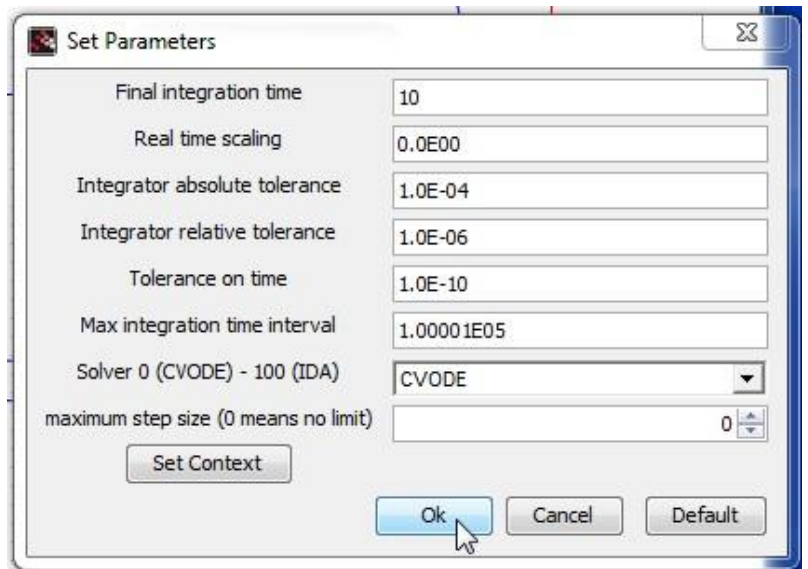 Set Parameters
Final integration time 10
Real time scaling 0.0E00
Integrator absolute tolerance 1.0E-04
Integrator relative tolerance 1.0E-06
Tolerance on time 1.0E-10
Max integration time interval 1.00001E05
Solver 0 (CVODE) - 100 (IDA) CVODE
maximum step size (0 means no limit) 0
Set Context
Ok Cancel Default